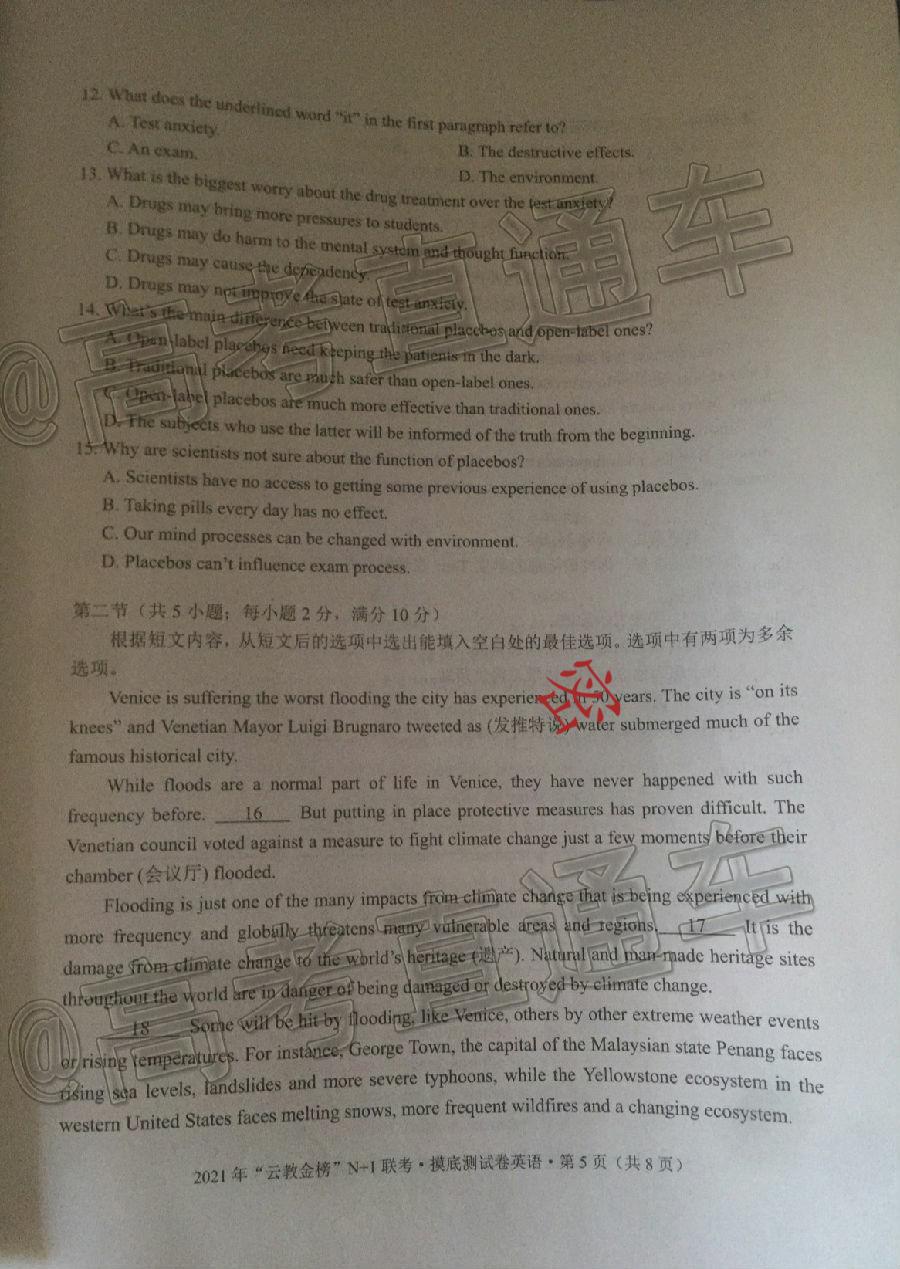 12. What does the underlined word “it” in the first paragraph refer to?
A. Test anxiety.
B. The destructive effects.
C. An exam.
D. The environment.
13. What is the biggest worry about the drug treatment over the test anxiety?
A. Drugs may bring more pressures to students.
B. Drugs may do harm to the mental system and thought function.
C. Drugs may cause the dependency.
D. Drugs may not improve the state of test anxiety.
14. What's the main difference between traditional placebos and open-label ones?
A. Open-label placebos need keeping the patients in the dark.
B. Traditional placebos are much safer than open-label ones.
C. Open-label placebos are much more effective than traditional ones.
D. The subjects who use the latter will be informed of the truth from the beginning.
15. Why are scientists not sure about the function of placebos?
A. Scientists have no access to getting some previous experience of using placebos.
B. Taking pills every day has no effect.
C. Our mind processes can be changed with environment.
D. Placebos can't influence exam process.
第二节（共 5 小题；每小题 2 分，满分 10 分）
根据短文内容，从短文后的选项中选出能填入空白处的最佳选项。选项中有两项为多余
选项。
Venice is suffering the worst flooding the city has experienced in 50 years. The city is “on its
knees” and Venetian Mayor Luigi Brugnaro tweeted as (发推特说) water submerged much of the
famous historical city.
While floods are a normal part of life in Venice, they have never happened with such
frequency before. 16 But putting in place protective measures has proven difficult. The
Venetian council voted against a measure to fight climate change just a few moments before their
chamber (会议厅) flooded.
Flooding is just one of the many impacts from climate change that is being experienced with
more frequency and globally threatens many vulnerable areas and regions. 17 It is the
damage from climate change to the world's heritage (遗产). Natural and man-made heritage sites
throughout the world are in danger of being damaged or destroyed by climate change.
18 Some will be hit by flooding, like Venice, others by other extreme weather events
or rising temperatures. For instance, George Town, the capital of the Malaysian state Penang faces
rising sea levels, landslides and more severe typhoons, while the Yellowstone ecosystem in the
western United States faces melting snows, more frequent wildfires and a changing ecosystem.
2021 年“云教金榜”N+1 联考·摸底测试卷英语·第 5 页（共 8 页）
@高考直通车
@高考直通车
密